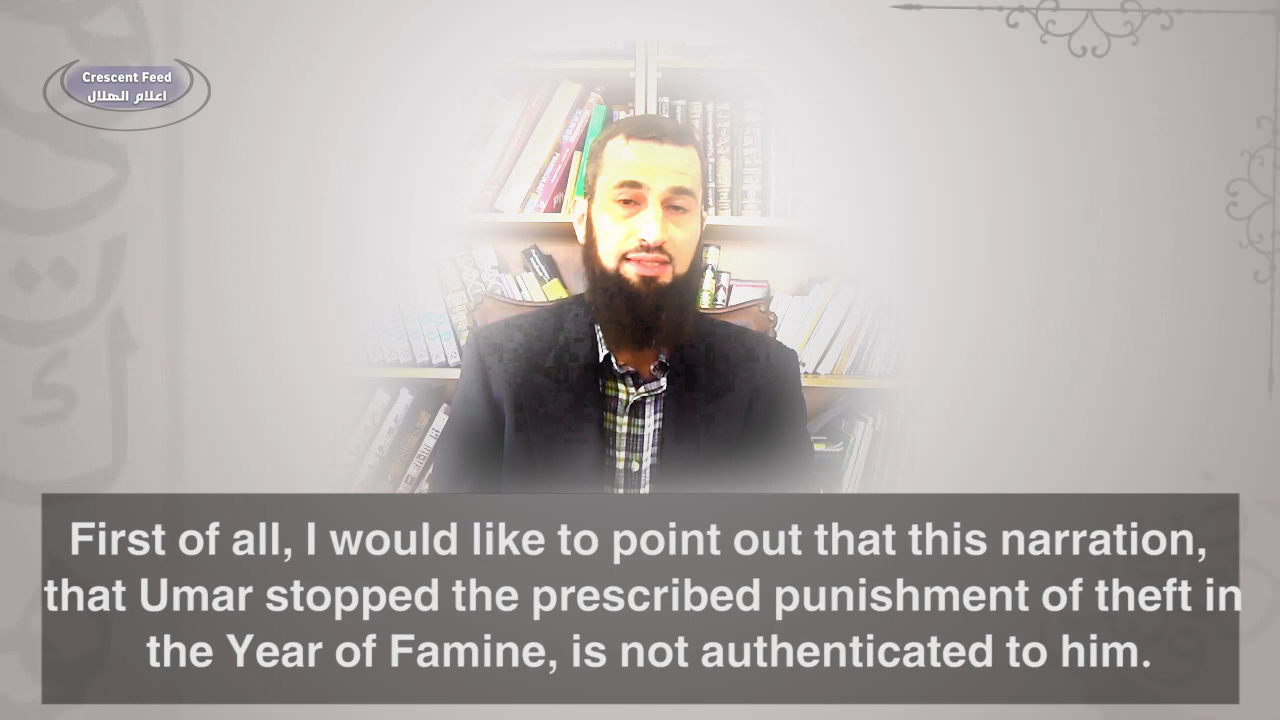 Crescent Feed
اعلام الهلال
First of all, I would like to point out that this narration,
that Umar stopped the prescribed punishment of theft in
the Year of Famine, is not authenticated to him.